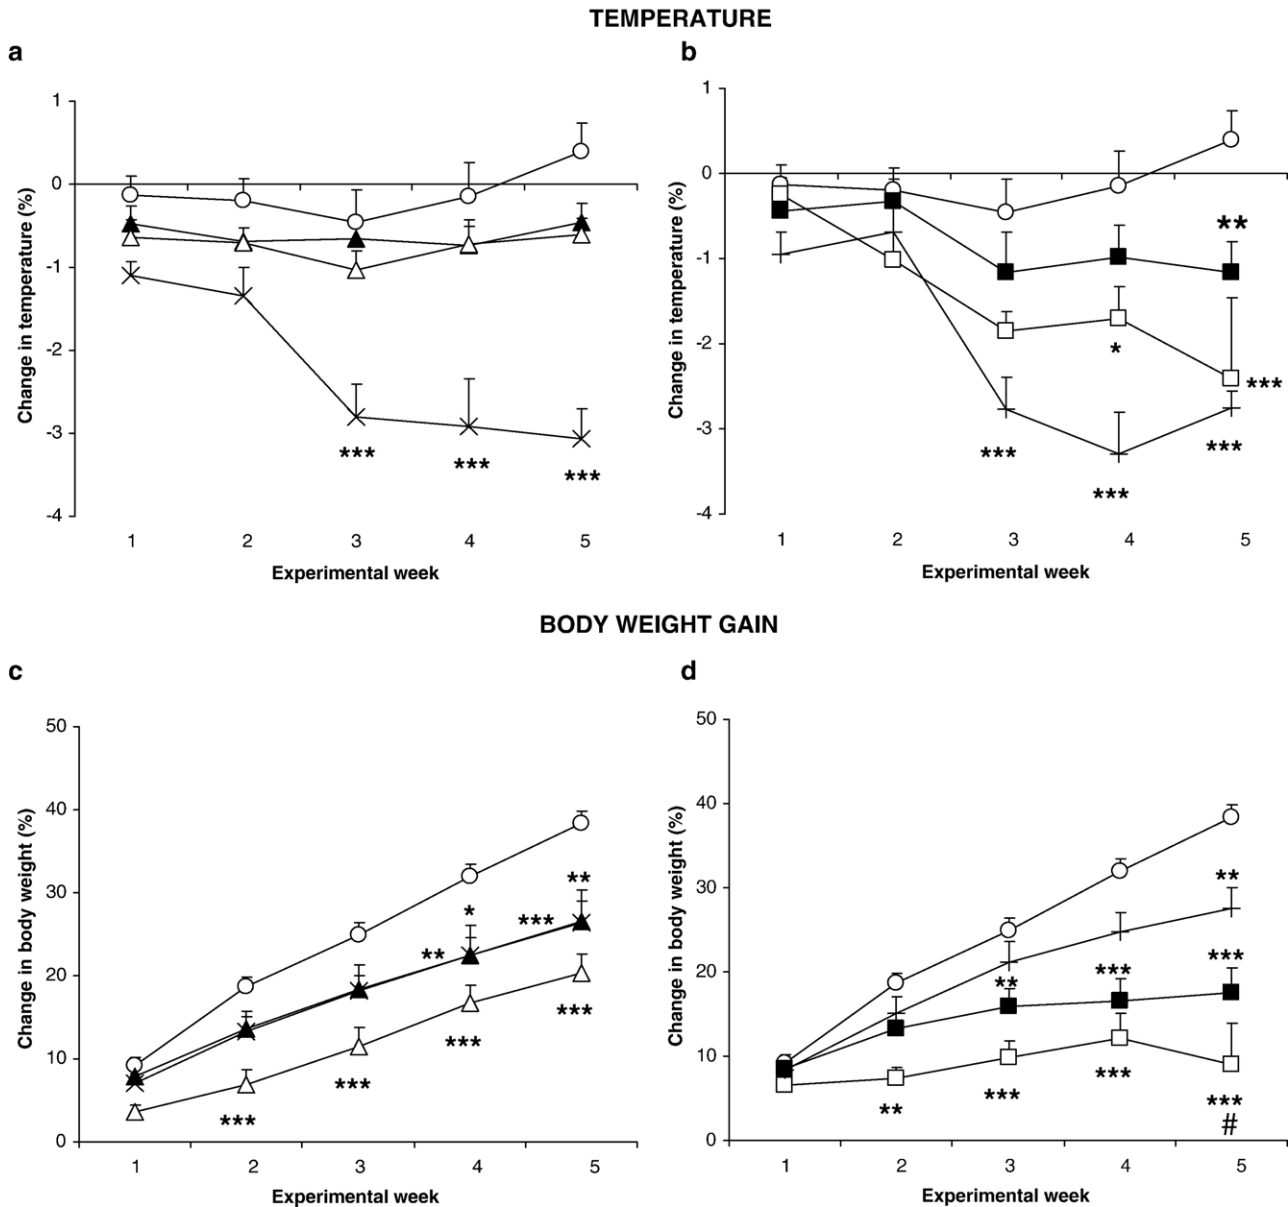 TEMPERATURE
a
1
0
-1
-2
-3
-4
Change in temperature (%)
***
***
***
1 2 3 4 5
Experimental week
b
1
0
-1
-2
-3
-4
Change in temperature (%)
**
*
***
***
***
***
1 2 3 4 5
Experimental week
BODY WEIGHT GAIN
c
50
40
30
20
10
0
Change in body weight (%)
**
*
***
**
***
***
***
***
1 2 3 4 5
Experimental week
d
50
40
30
20
10
0
Change in body weight (%)
**
***
***
**
***
***
**
***
#
1 2 3 4 5
Experimental week